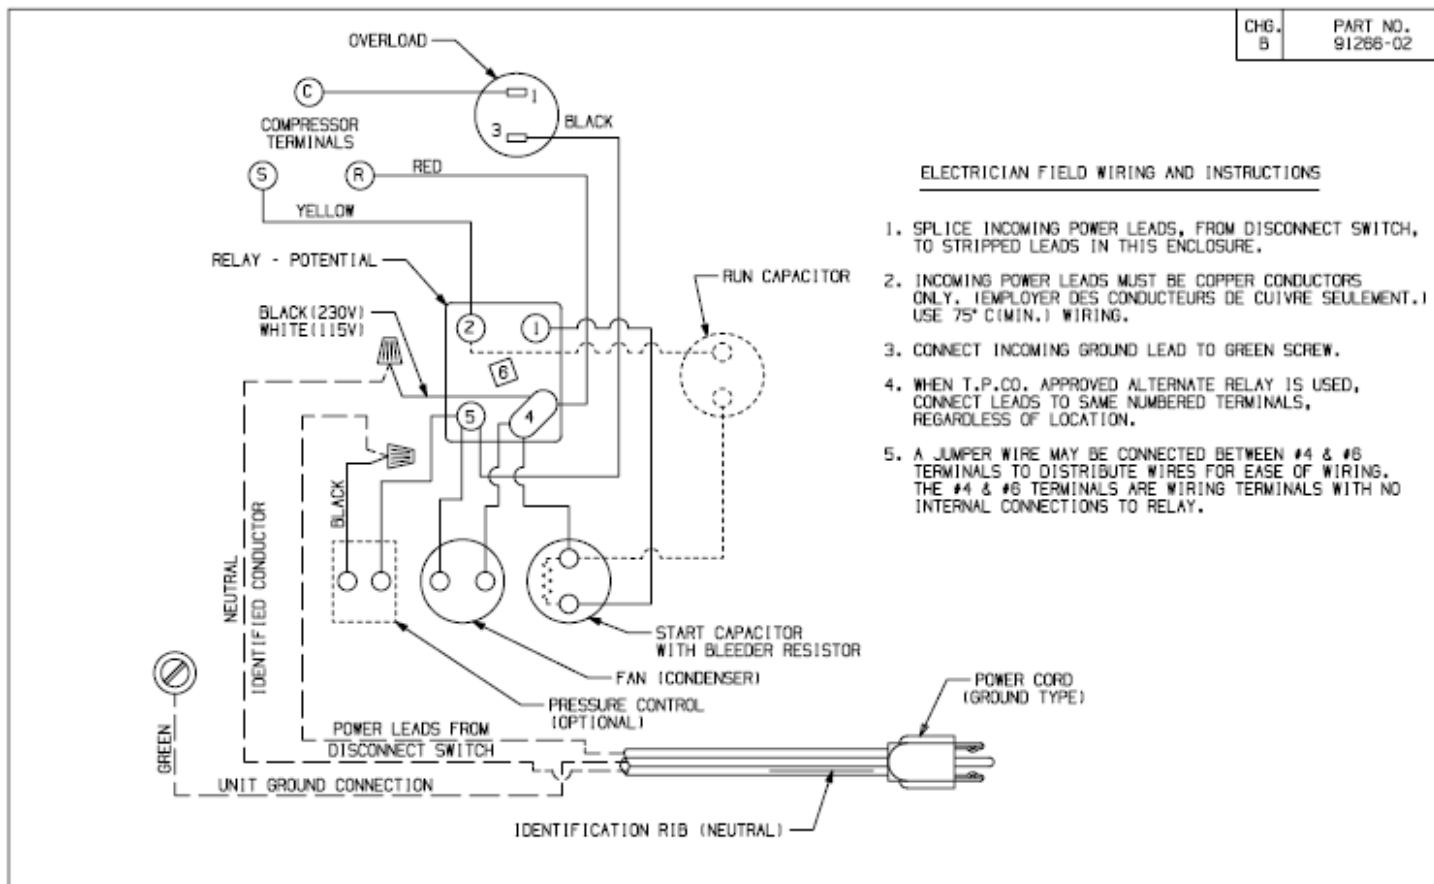 CHG. PART NO.
B 91266-02
OVERLOAD
C
1
COMPRESSOR
TERMINALS
3
BLACK
S
R
RED
YELLOW
RELAY - POTENTIAL
BLACK(230V)
WHITE(115V)
2
1
6
5
4
RUN CAPACITOR
BLACK
NEUTRAL
IDENTIFIED CONDUCTOR
START CAPACITOR
WITH BLEEDER RESISTOR
FAN (CONDENSER)
PRESSURE CONTROL
(OPTIONAL)
POWER LEADS FROM
DISCONNECT SWITCH
GREEN
UNIT GROUND CONNECTION
POWER CORD
(GROUND TYPE)
IDENTIFICATION RIB (NEUTRAL)
ELECTRICIAN FIELD WIRING AND INSTRUCTIONS
1. SPLICE INCOMING POWER LEADS, FROM DISCONNECT SWITCH,
TO STRIPPED LEADS IN THIS ENCLOSURE.
2. INCOMING POWER LEADS MUST BE COPPER CONDUCTORS
ONLY. (EMPLOYER DES CONDUCTEURS DE CUIVRE SEULEMENT.)
USE 75° C(MIN.) WIRING.
3. CONNECT INCOMING GROUND LEAD TO GREEN SCREW.
4. WHEN T.P.CO. APPROVED ALTERNATE RELAY IS USED,
CONNECT LEADS TO SAME NUMBERED TERMINALS,
REGARDLESS OF LOCATION.
5. A JUMPER WIRE MAY BE CONNECTED BETWEEN #4 & #6
TERMINALS TO DISTRIBUTE WIRES FOR EASE OF WIRING.
THE #4 & #6 TERMINALS ARE WIRING TERMINALS WITH NO
INTERNAL CONNECTIONS TO RELAY.